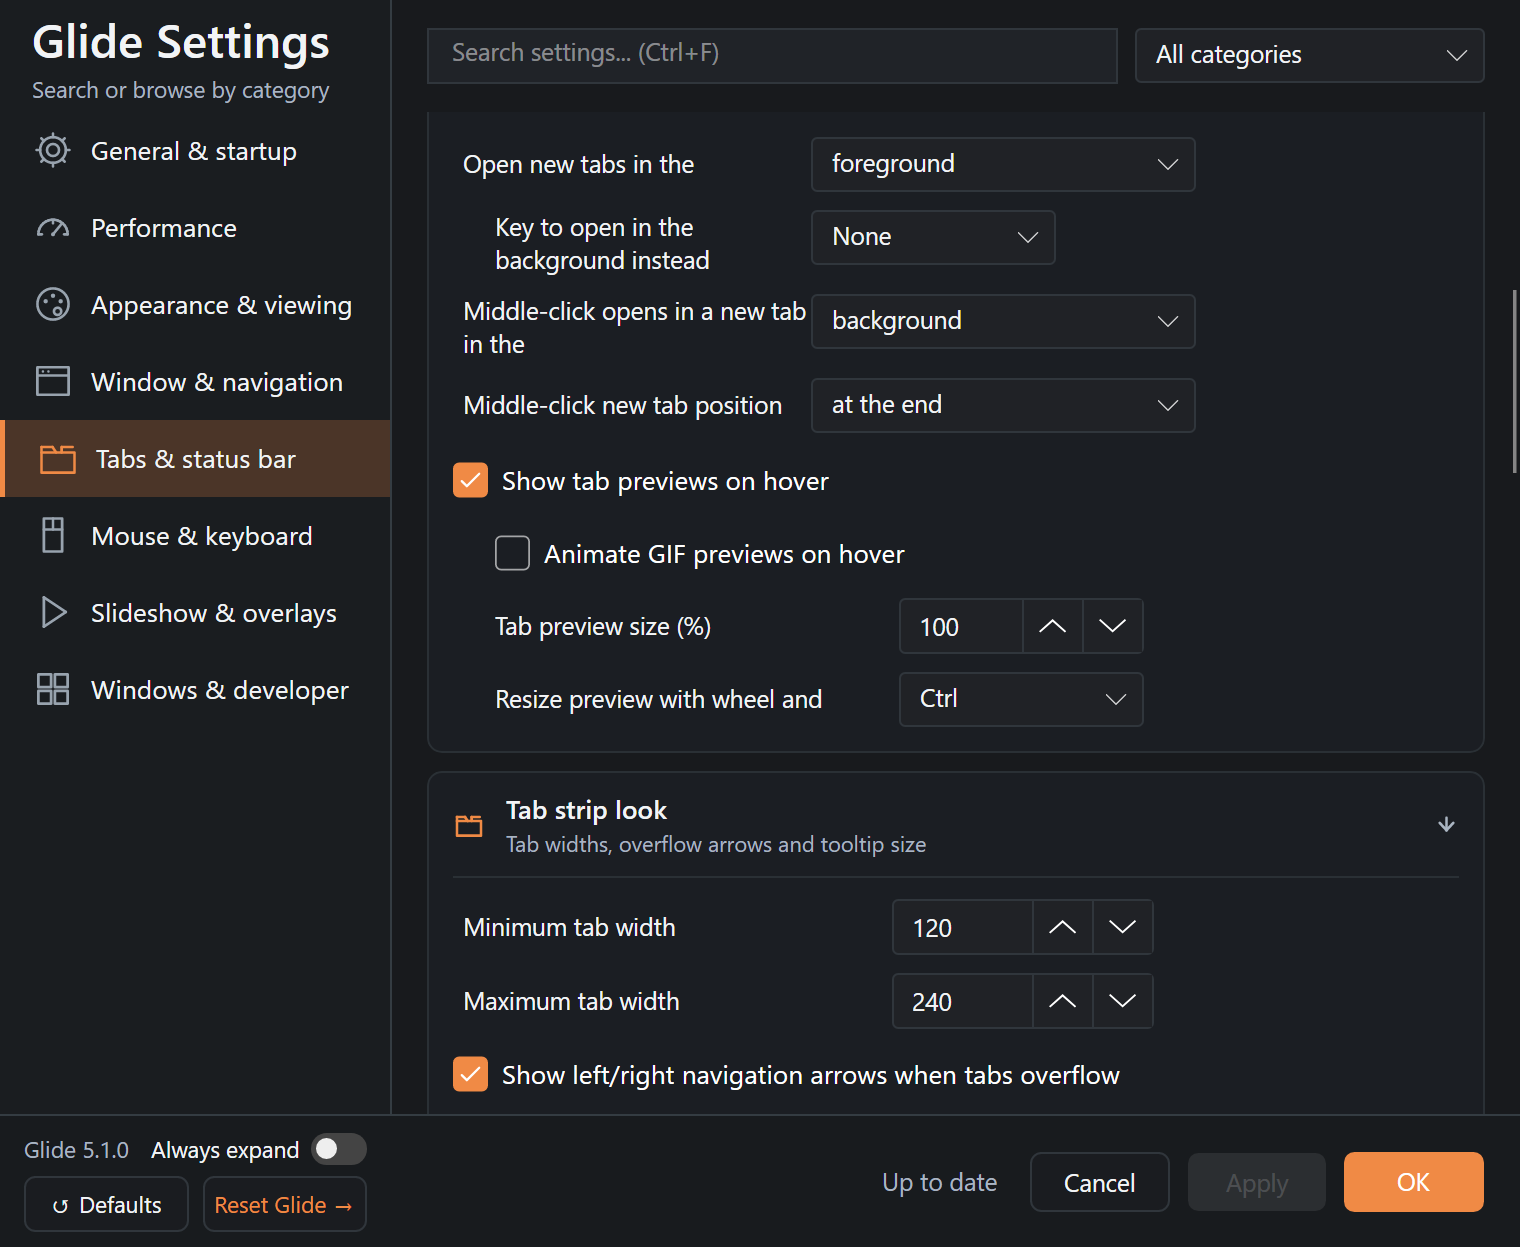 Glide Settings
Search or browse by category
General & startup
Performance
Appearance & viewing
Window & navigation
Tabs & status bar
Mouse & keyboard
Slideshow & overlays
Windows & developer
Search settings... (Ctrl+F)
All categories
Open new tabs in the
foreground
Key to open in the
background instead
None
Middle-click opens in a new tab
in the
background
Middle-click new tab position
at the end
Show tab previews on hover
Animate GIF previews on hover
Tab preview size (%)
100
Resize preview with wheel and
Ctrl
Tab strip look
Tab widths, overflow arrows and tooltip size
Minimum tab width
120
Maximum tab width
240
Show left/right navigation arrows when tabs overflow
Glide 5.1.0
Always expand
↺ Defaults
Reset Glide →
Up to date
Cancel
Apply
OK